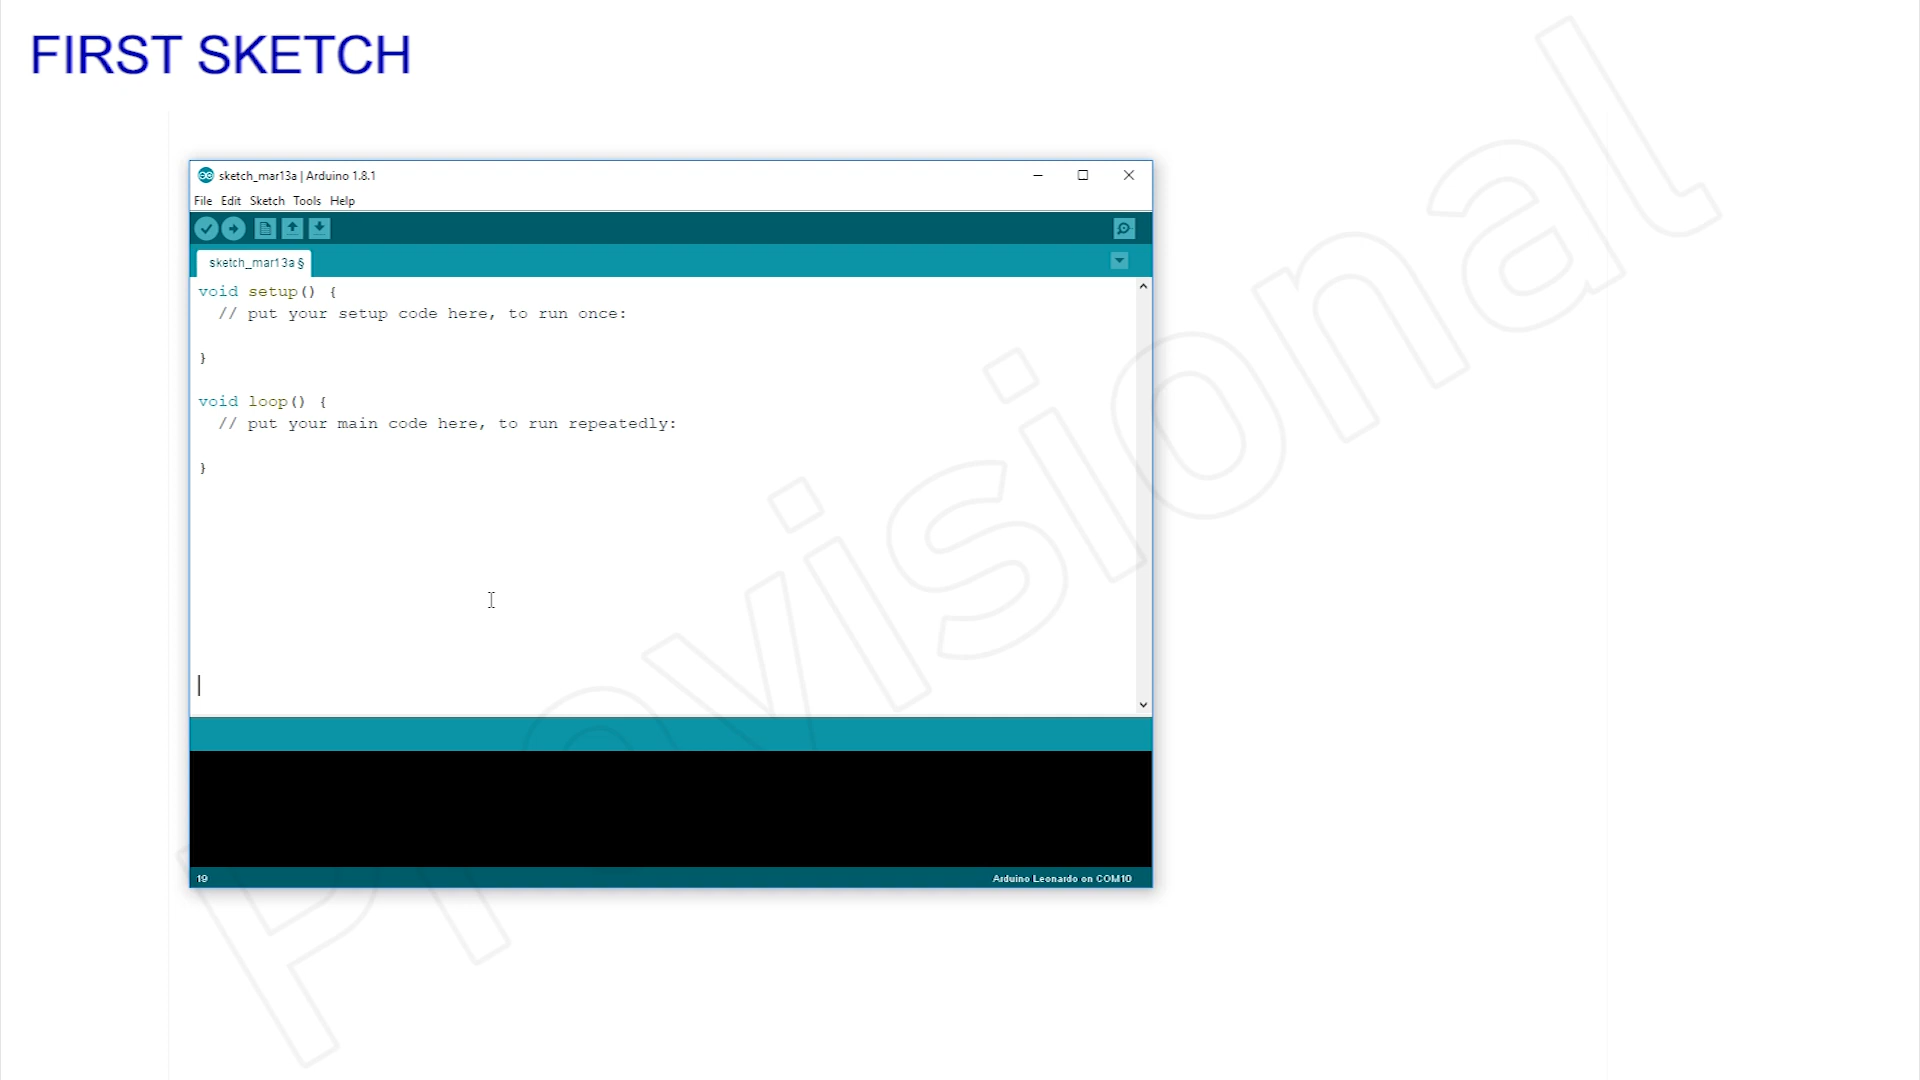 FIRST SKETCH
sketch_mar13a | Arduino 1.8.1
File Edit Sketch Tools Help
sketch_mar13a §
void setup() {
  // put your setup code here, to run once:
}
void loop() {
  // put your main code here, to run repeatedly:
}
19
Arduino Leonardo on COM10
Provisional